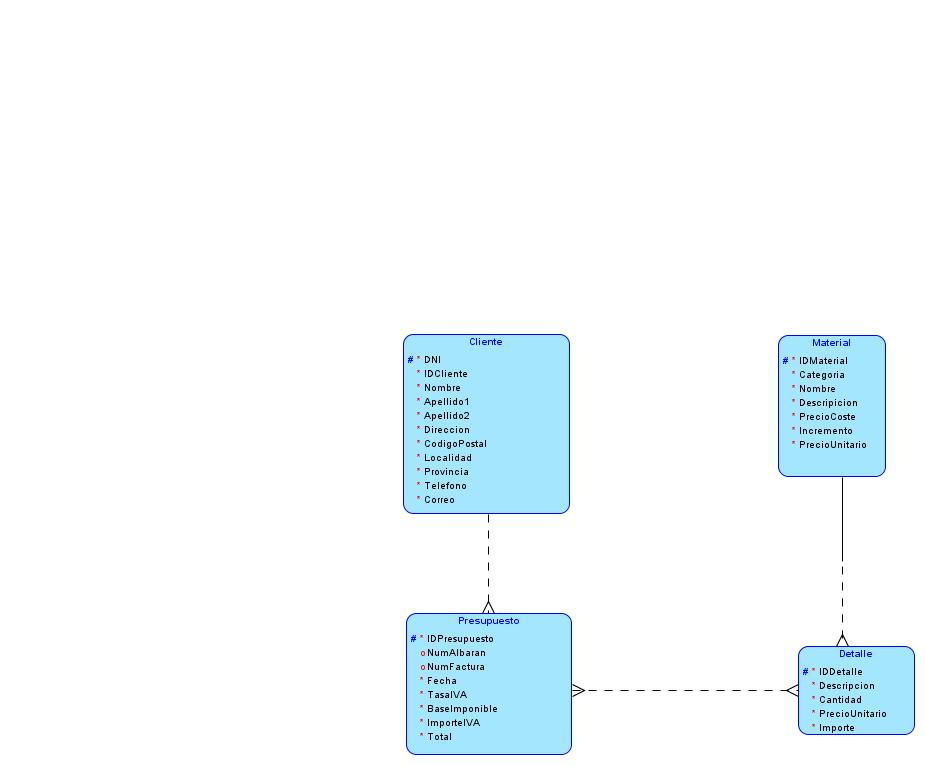 Cliente
# * DNI
* IDCliente
* Nombre
* Apellido1
* Apellido2
* Direccion
* CodigoPostal
* Localidad
* Provincia
* Telefono
* Correo
Material
# * IDMaterial
* Categoria
* Nombre
* Descripicion
* PrecioCoste
* Incremento
* PrecioUnitario
Presupuesto
# * IDPresupuesto
o NumAlbaran
o NumFactura
* Fecha
* TasaIVA
* BaseImponible
* ImporteIVA
* Total
Detalle
# * IDDetalle
* Descripcion
* Cantidad
* PrecioUnitario
* Importe